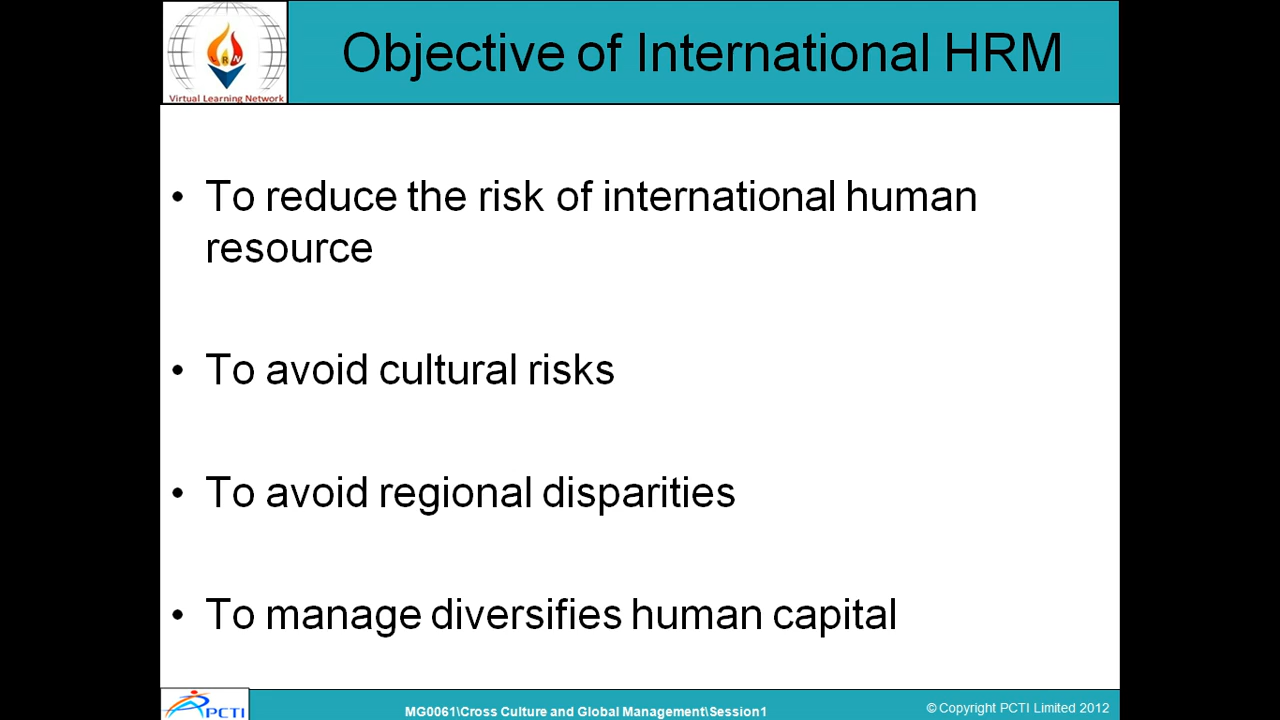 Objective of International HRM
Virtual Learning Network
• To reduce the risk of international human
resource
• To avoid cultural risks
• To avoid regional disparities
• To manage diversifies human capital
PCTI
MG0061\Cross Culture and Global Management\Session1
© Copyright PCTI Limited 2012